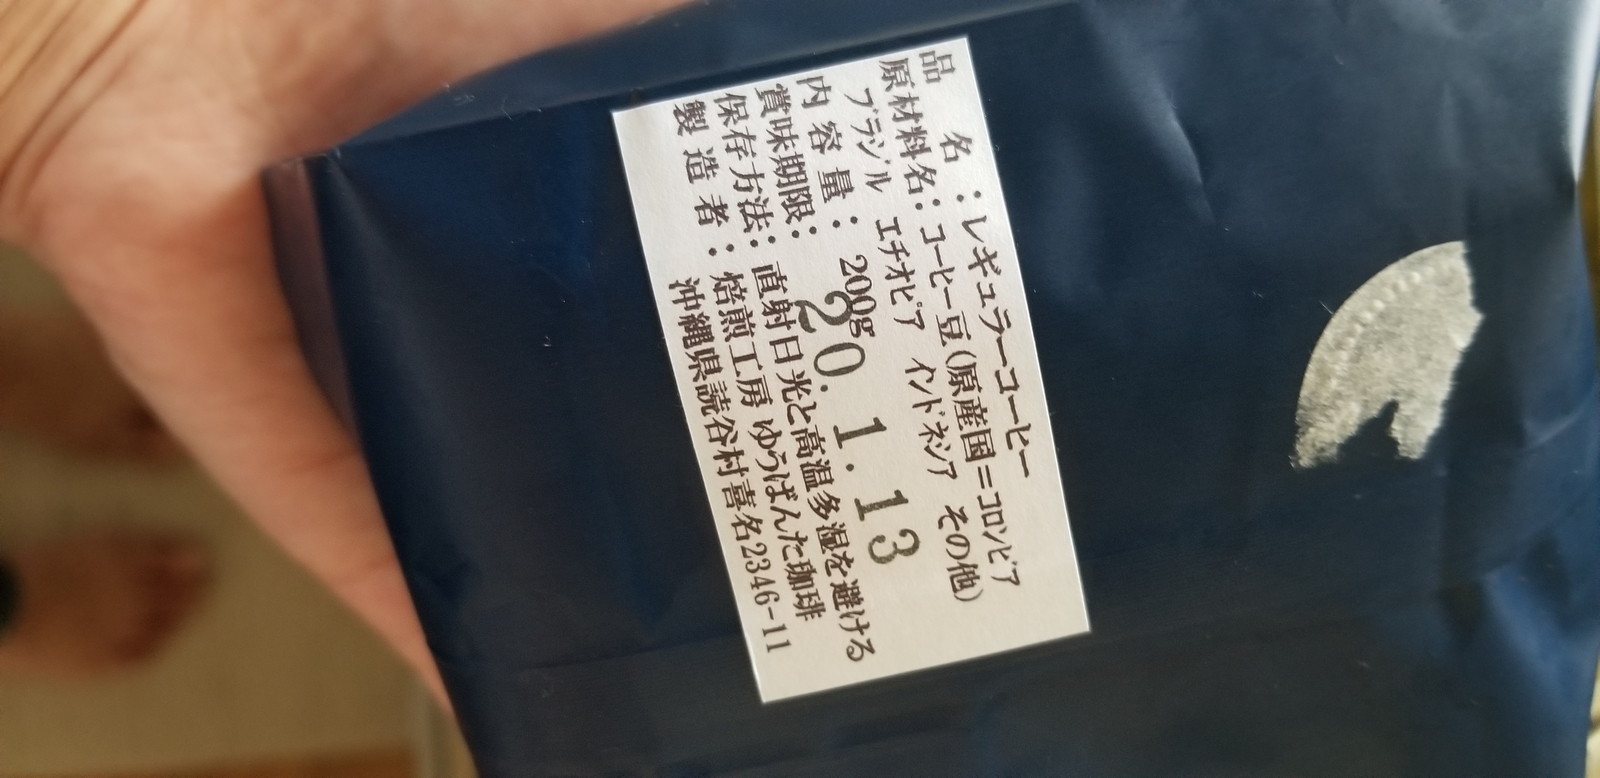 品名:レギュラーコーヒー
原材料名:コーヒー豆(原産国=コロンビア
ブラジル エチオピア インドネシア その他)
内容量:200g
賞味期限: 20. 1. 13
保存方法:直射日光と高温多湿を避ける
製造者:焙煎工房 ゆうばんた珈琲
沖縄県読谷村喜名2346-11